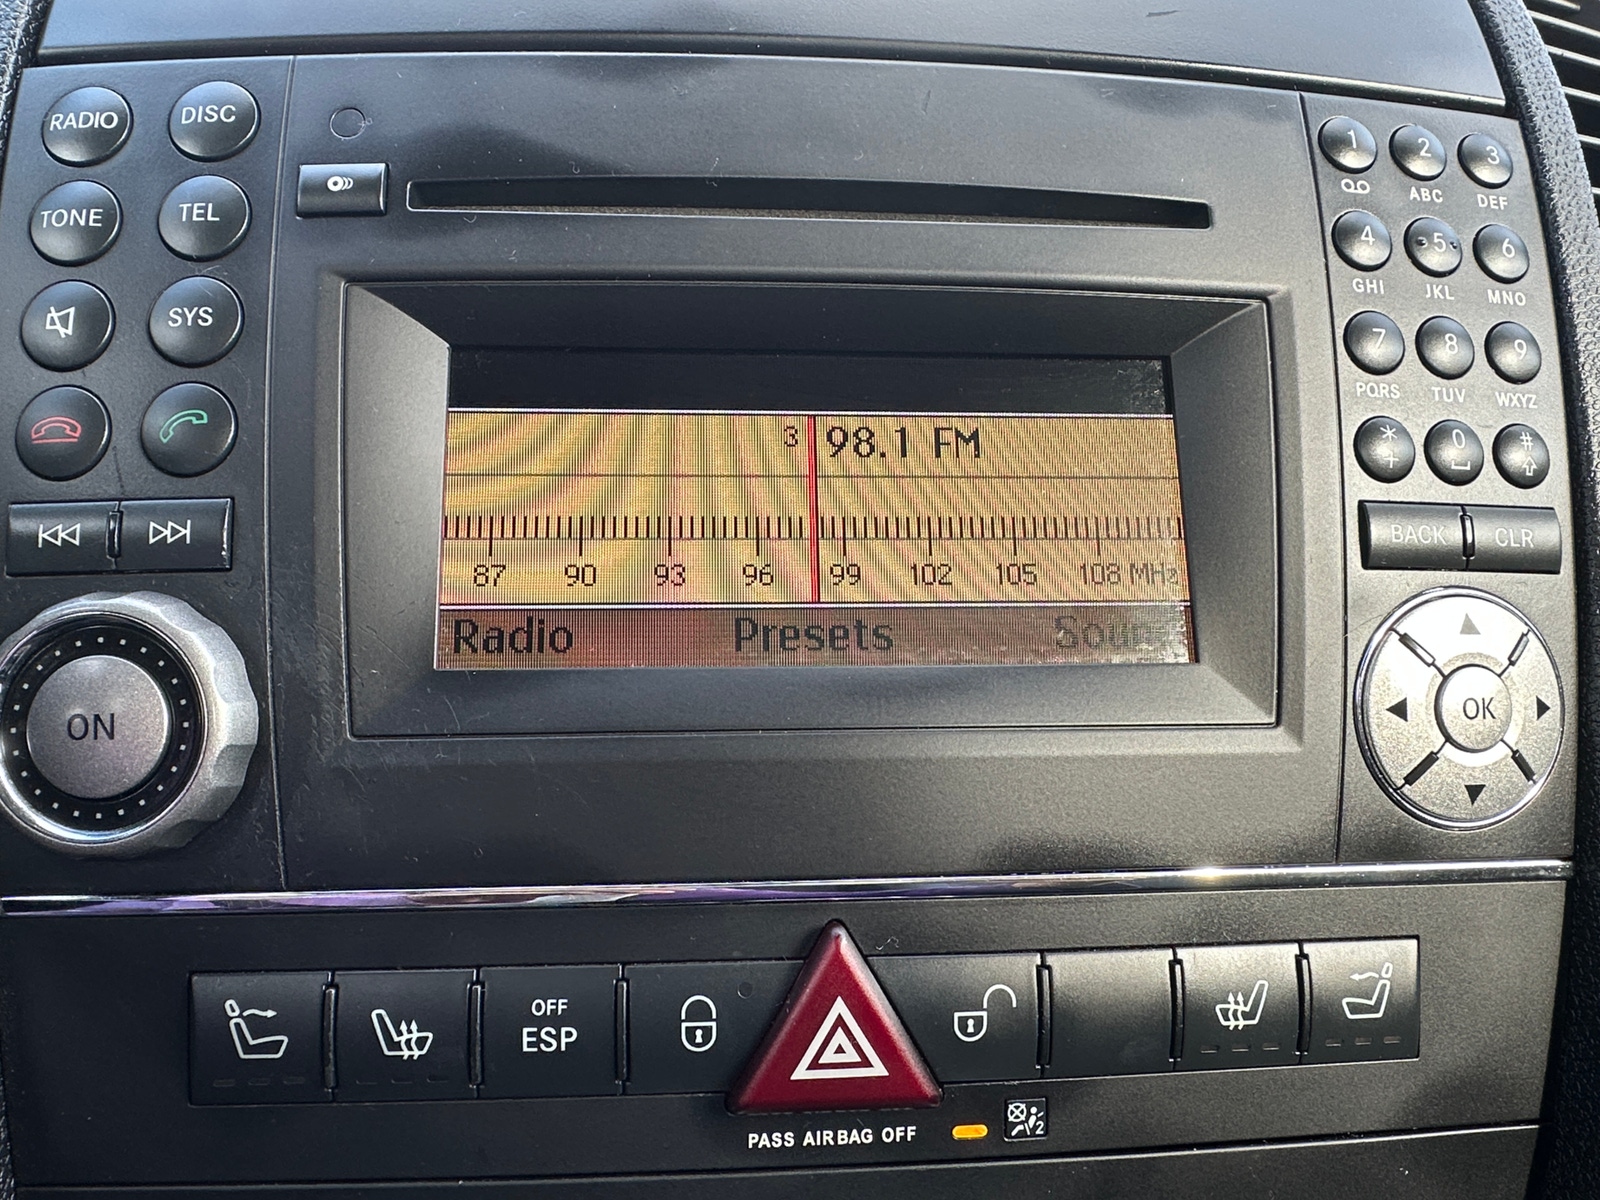 RADIO DISC
TONE TEL
SYS
ON
3 98.1 FM
87 90 93 96 99 102 105 108 MHz
Radio Presets Sound
1 2 3
ABC DEF
4 5 6
GHI JKL MNO
7 8 9
PQRS TUV WXYZ
* 0 #
+
BACK CLR
OK
OFF
ESP
PASS AIRBAG OFF
2